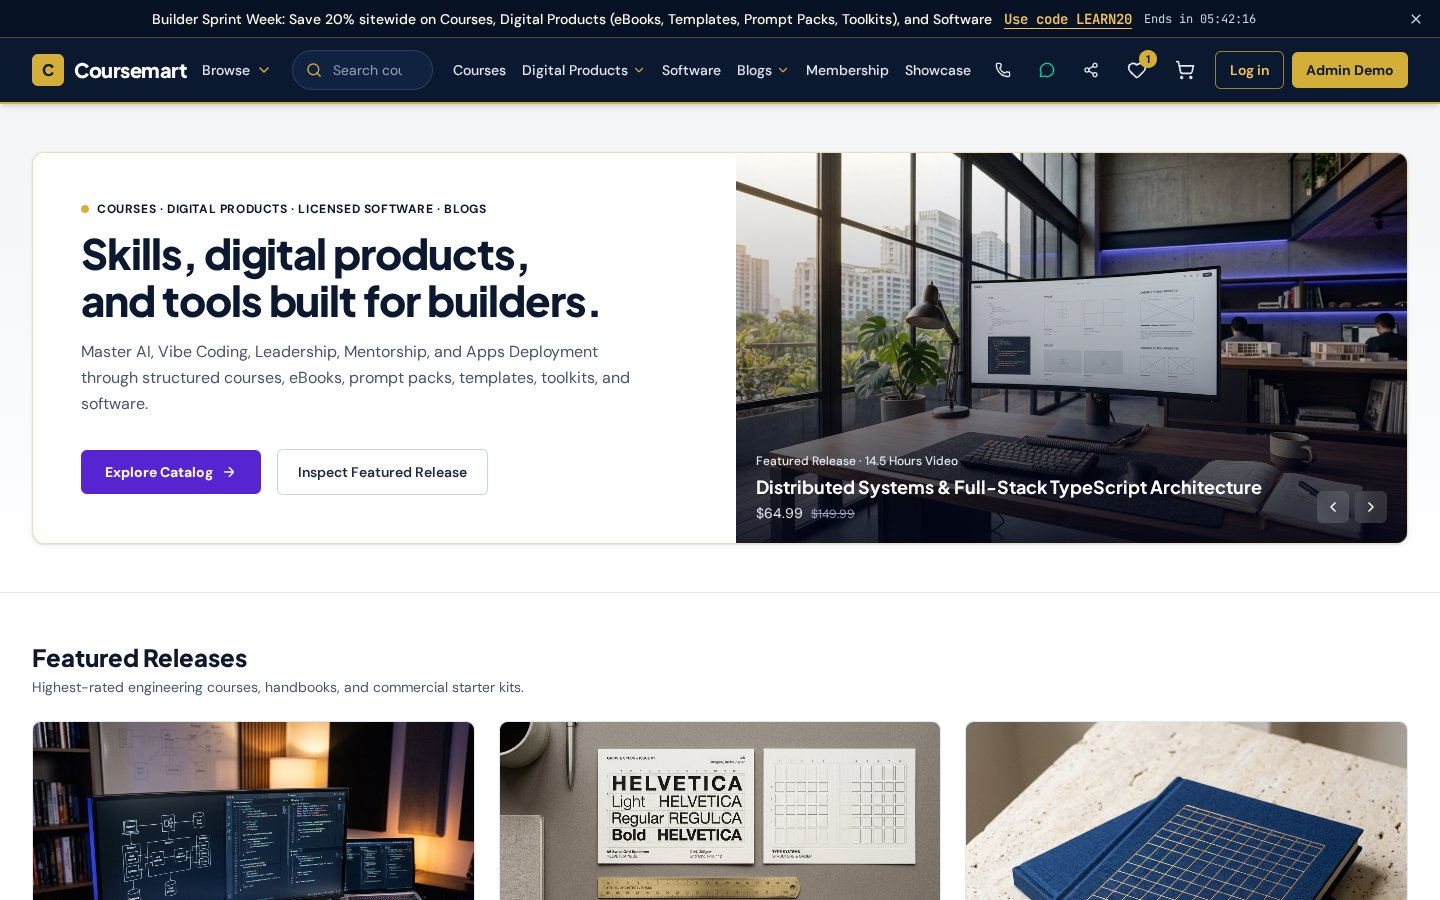 Builder Sprint Week: Save 20% sitewide on Courses, Digital Products (eBooks, Templates, Prompt Packs, Toolkits), and Software Use code LEARN20 Ends in 05:42:16
C Coursemart Browse Search cou Courses Digital Products Software Blogs Membership Showcase 1 Log in Admin Demo
COURSES · DIGITAL PRODUCTS · LICENSED SOFTWARE · BLOGS
Skills, digital products,
and tools built for builders.
Master AI, Vibe Coding, Leadership, Mentorship, and Apps Deployment
through structured courses, eBooks, prompt packs, templates, toolkits, and
software.
Explore Catalog
Inspect Featured Release
Featured Release · 14.5 Hours Video
Distributed Systems & Full-Stack TypeScript Architecture
$64.99 $149.99
Featured Releases
Highest-rated engineering courses, handbooks, and commercial starter kits.
HELVETICA
Light HELVETICA
Regular REGULCA
Bold HELVETICA